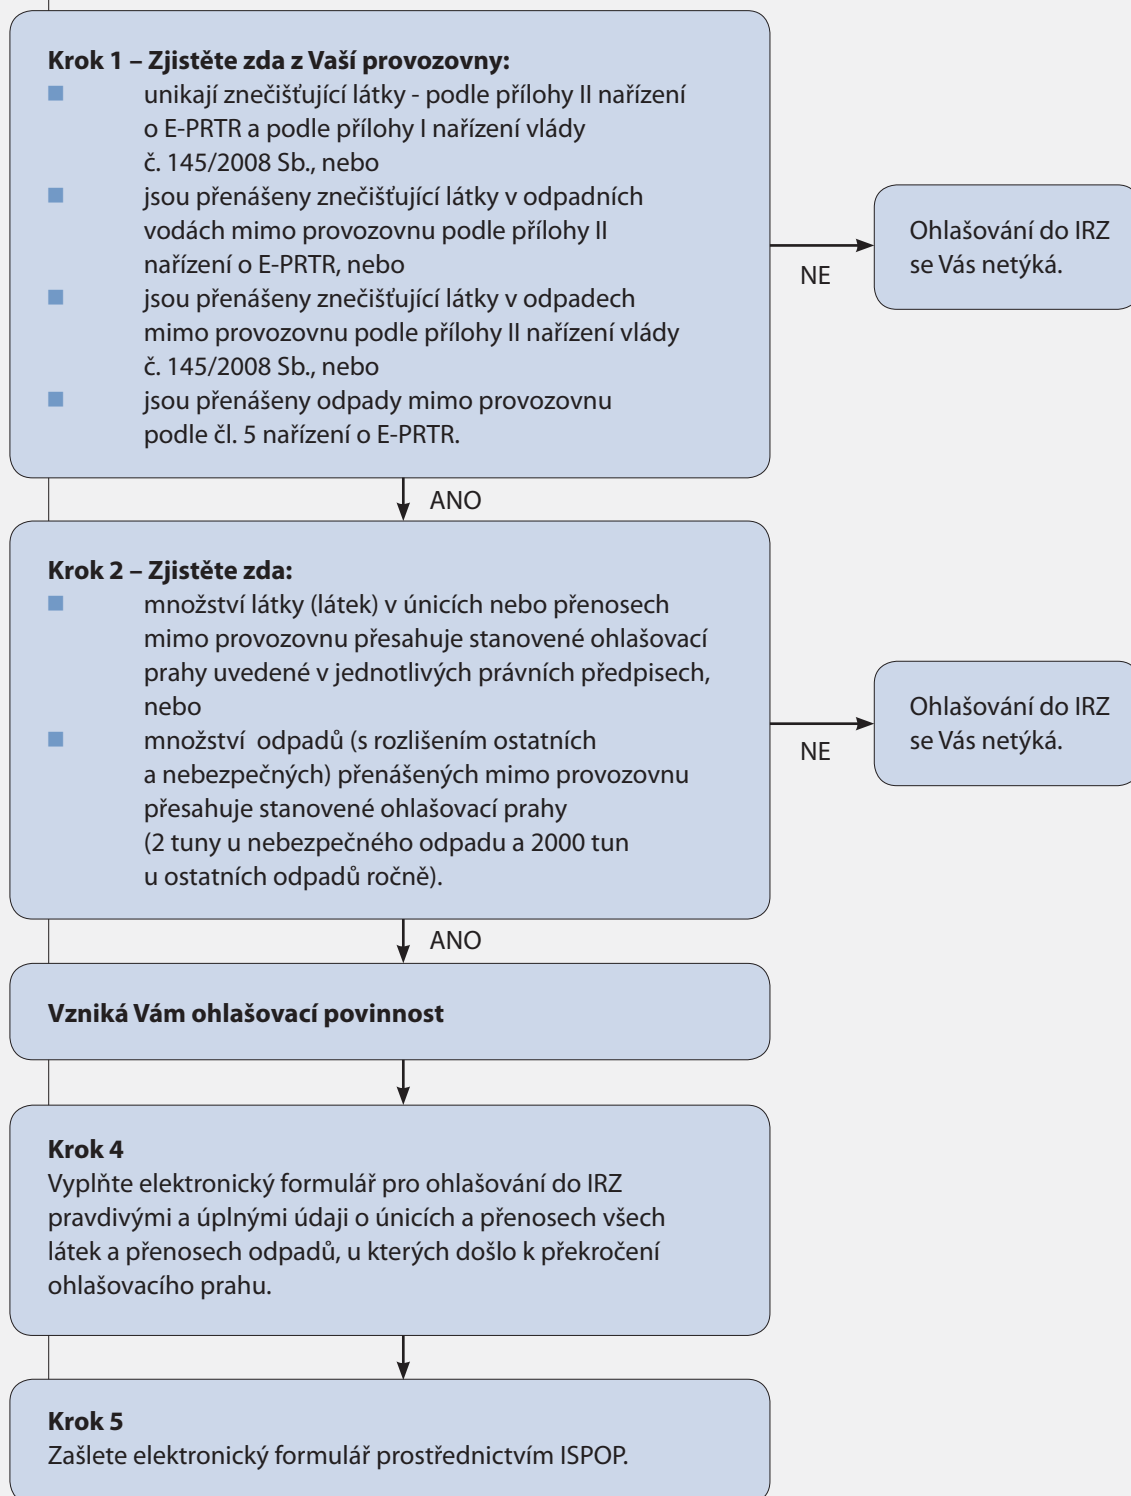 Krok 1 – Zjistěte zda z Vaší provozovny:
unikají znečišťující látky - podle přílohy II nařízení
o E-PRTR a podle přílohy I nařízení vlády
č. 145/2008 Sb., nebo
jsou přenášeny znečišťující látky v odpadních
vodách mimo provozovnu podle přílohy II
nařízení o E-PRTR, nebo
jsou přenášeny znečišťující látky v odpadech
mimo provozovnu podle přílohy II nařízení vlády
č. 145/2008 Sb., nebo
jsou přenášeny odpady mimo provozovnu
podle čl. 5 nařízení o E-PRTR.
NE
Ohlašování do IRZ
se Vás netýká.
ANO
Krok 2 – Zjistěte zda:
množství látky (látek) v únicích nebo přenosech
mimo provozovnu přesahuje stanovené ohlašovací
prahy uvedené v jednotlivých právních předpisech,
nebo
množství odpadů (s rozlišením ostatních
a nebezpečných) přenášených mimo provozovnu
přesahuje stanovené ohlašovací prahy
(2 tuny u nebezpečného odpadu a 2000 tun
u ostatních odpadů ročně).
NE
Ohlašování do IRZ
se Vás netýká.
ANO
Vzniká Vám ohlašovací povinnost
Krok 4
Vyplňte elektronický formulář pro ohlašování do IRZ
pravdivými a úplnými údaji o únicích a přenosech všech
látek a přenosech odpadů, u kterých došlo k překročení
ohlašovacího prahu.
Krok 5
Zašlete elektronický formulář prostřednictvím ISPOP.